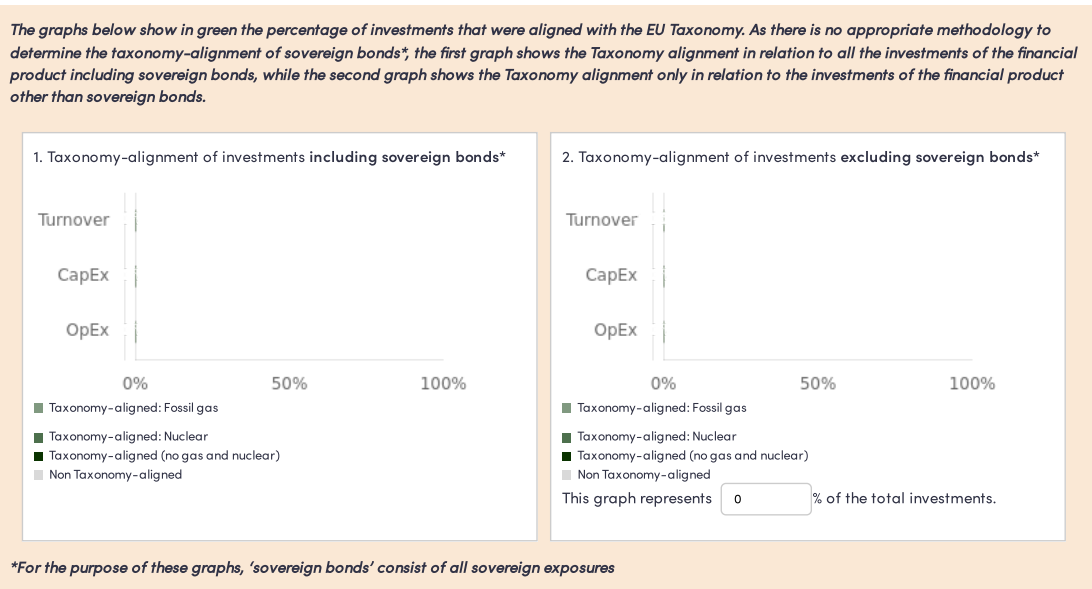 The graphs below show in green the percentage of investments that were aligned with the EU Taxonomy. As there is no appropriate methodology to
determine the taxonomy-alignment of sovereign bonds*, the first graph shows the Taxonomy alignment in relation to all the investments of the financial
product including sovereign bonds, while the second graph shows the Taxonomy alignment only in relation to the investments of the financial product
other than sovereign bonds.
1. Taxonomy-alignment of investments including sovereign bonds*
Turnover
CapEx
OpEx
0% 50% 100%
Taxonomy-aligned: Fossil gas
Taxonomy-aligned: Nuclear
Taxonomy-aligned (no gas and nuclear)
Non Taxonomy-aligned
2. Taxonomy-alignment of investments excluding sovereign bonds*
Turnover
CapEx
OpEx
0% 50% 100%
Taxonomy-aligned: Fossil gas
Taxonomy-aligned: Nuclear
Taxonomy-aligned (no gas and nuclear)
Non Taxonomy-aligned
This graph represents 0 % of the total investments.
*For the purpose of these graphs, ‘sovereign bonds’ consist of all sovereign exposures